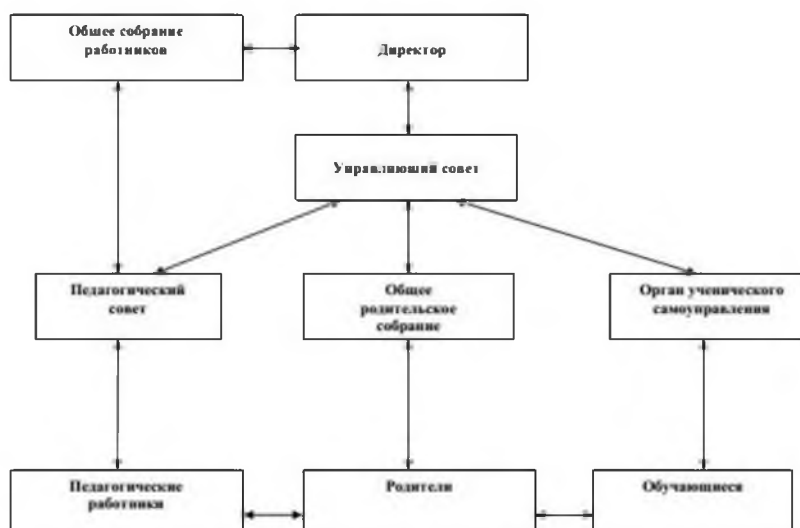 Общее собрание
работников
Директор
Управляющий совет
Педагогический
совет
Общее
родительское
собрание
Орган ученического
самоуправления
Педагогические
работники
Родители
Обучающиеся